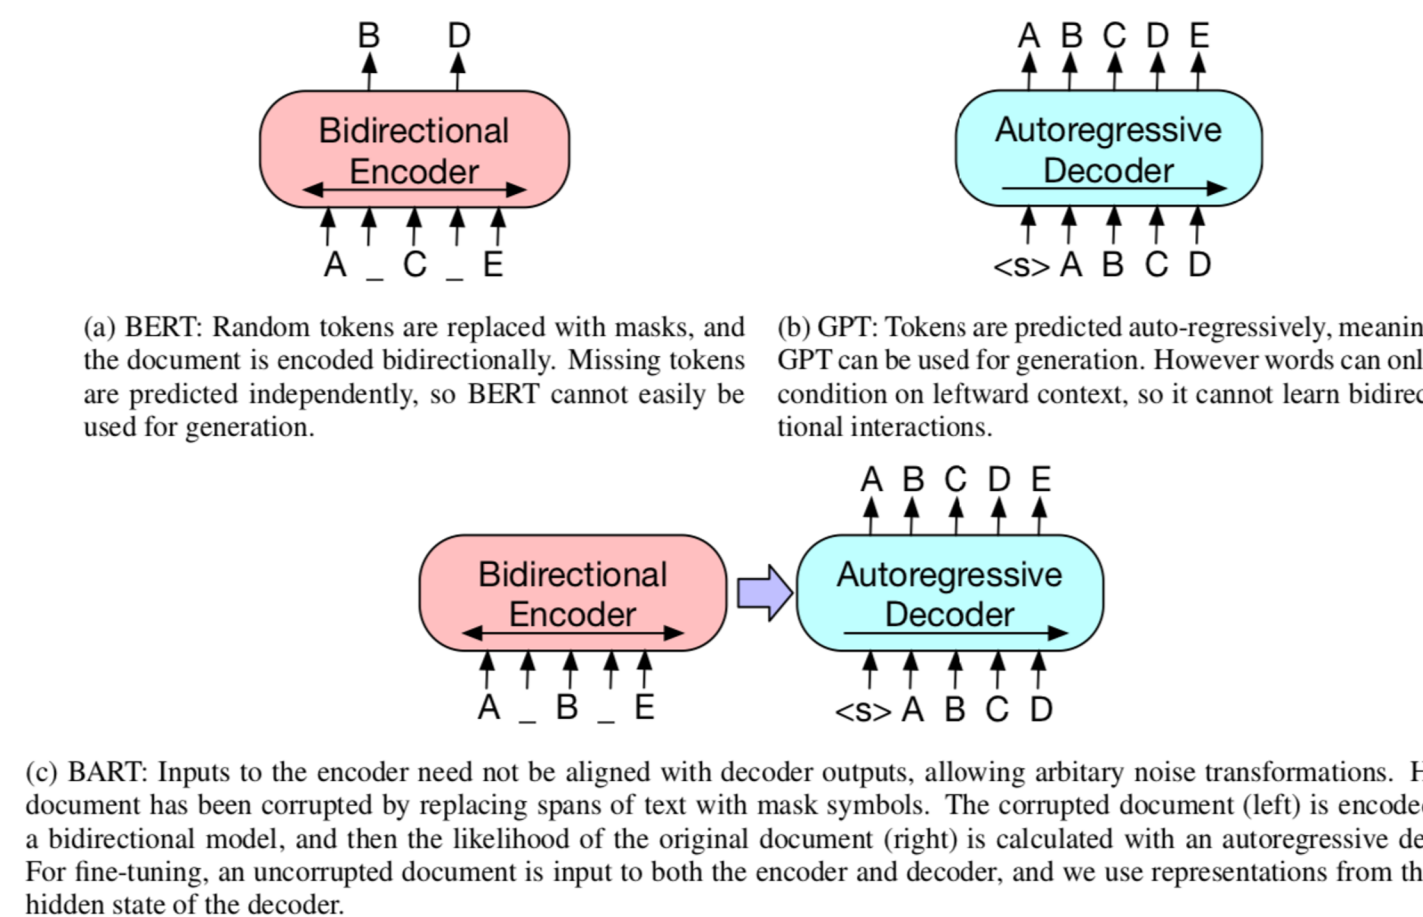 B D
Bidirectional
Encoder
A _ C _ E
A B C D E
Autoregressive
Decoder
<s> A B C D
(a) BERT: Random tokens are replaced with masks, and
the document is encoded bidirectionally. Missing tokens
are predicted independently, so BERT cannot easily be
used for generation.
(b) GPT: Tokens are predicted auto-regressively, meanin
GPT can be used for generation. However words can onl
condition on leftward context, so it cannot learn bidirec
tional interactions.
Bidirectional
Encoder
A _ B _ E
A B C D E
Autoregressive
Decoder
<s> A B C D
(c) BART: Inputs to the encoder need not be aligned with decoder outputs, allowing arbitary noise transformations. H
document has been corrupted by replacing spans of text with mask symbols. The corrupted document (left) is encode
a bidirectional model, and then the likelihood of the original document (right) is calculated with an autoregressive de
For fine-tuning, an uncorrupted document is input to both the encoder and decoder, and we use representations from th
hidden state of the decoder.